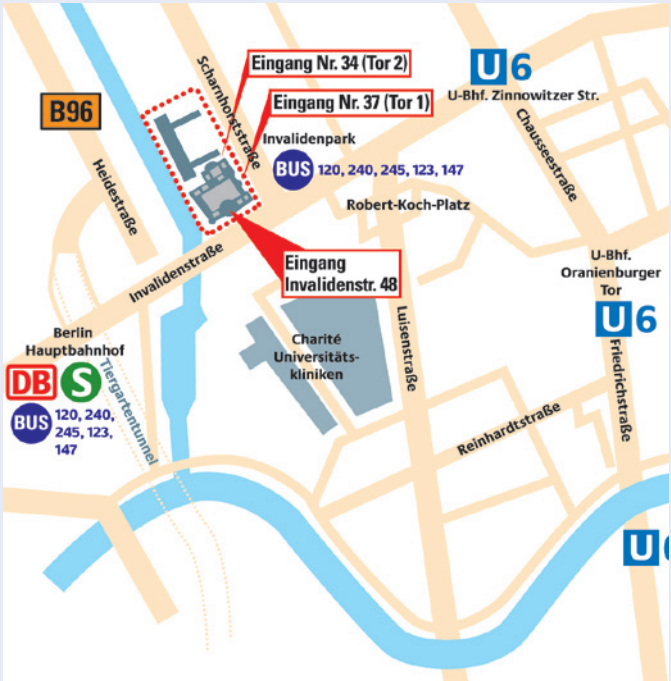 Eingang Nr. 34 (Tor 2)
U6
U-Bhf. Zinnowitzer Str.
B96
Scharnhorststraße
Eingang Nr. 37 (Tor 1)
Chausseestraße
Invalidenpark
BUS 120, 240, 245, 123, 147
Heidestraße
Robert-Koch-Platz
Invalidenstraße
Eingang
Invalidenstr. 48
U-Bhf.
Oranienburger
Tor
U6
Berlin
Hauptbahnhof
DB S
BUS 120, 240,
245, 123,
147
Tiergartentunnel
Charité
Universitäts-
kliniken
Luisenstraße
Friedrichstraße
Reinhardtstraße
U